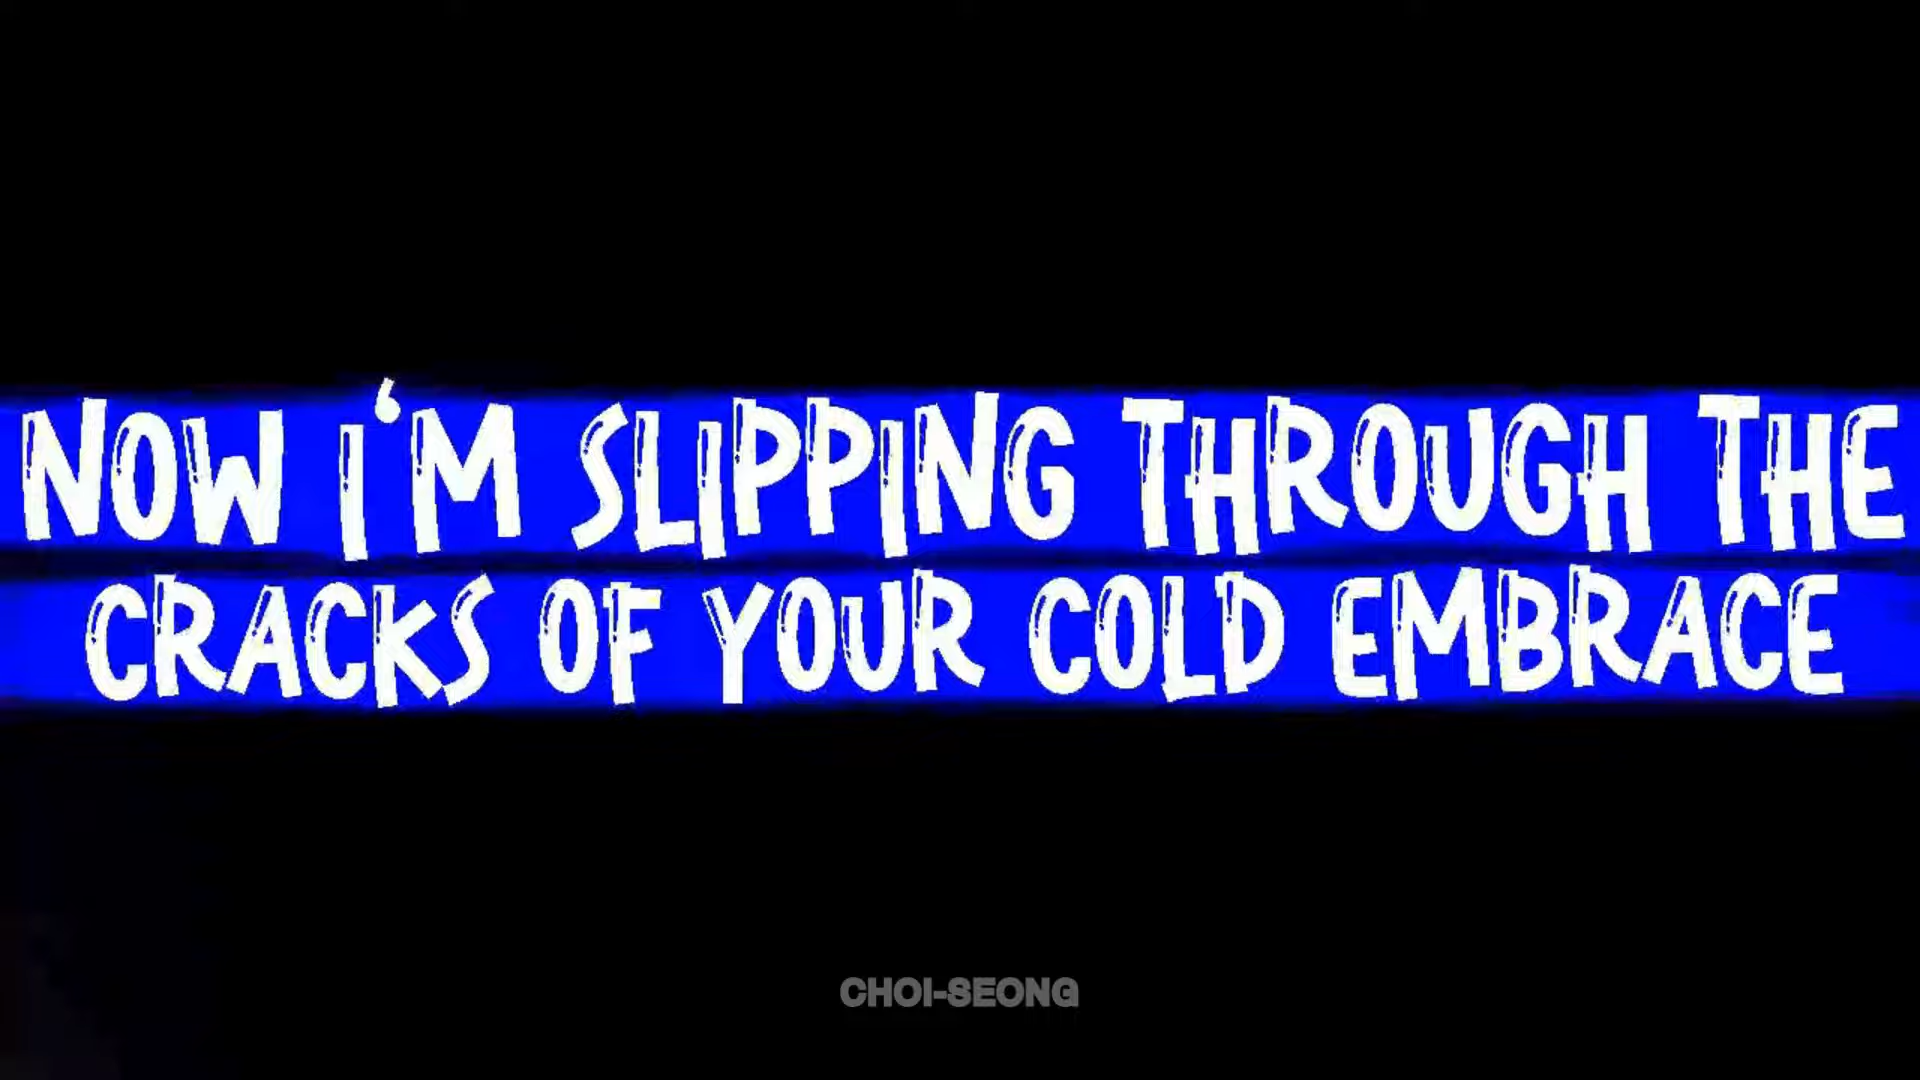 NOW I‘M SLIPPING THROUGH THE
CRACKS OF YOUR COLD EMBRACE
CHOI-SEONG